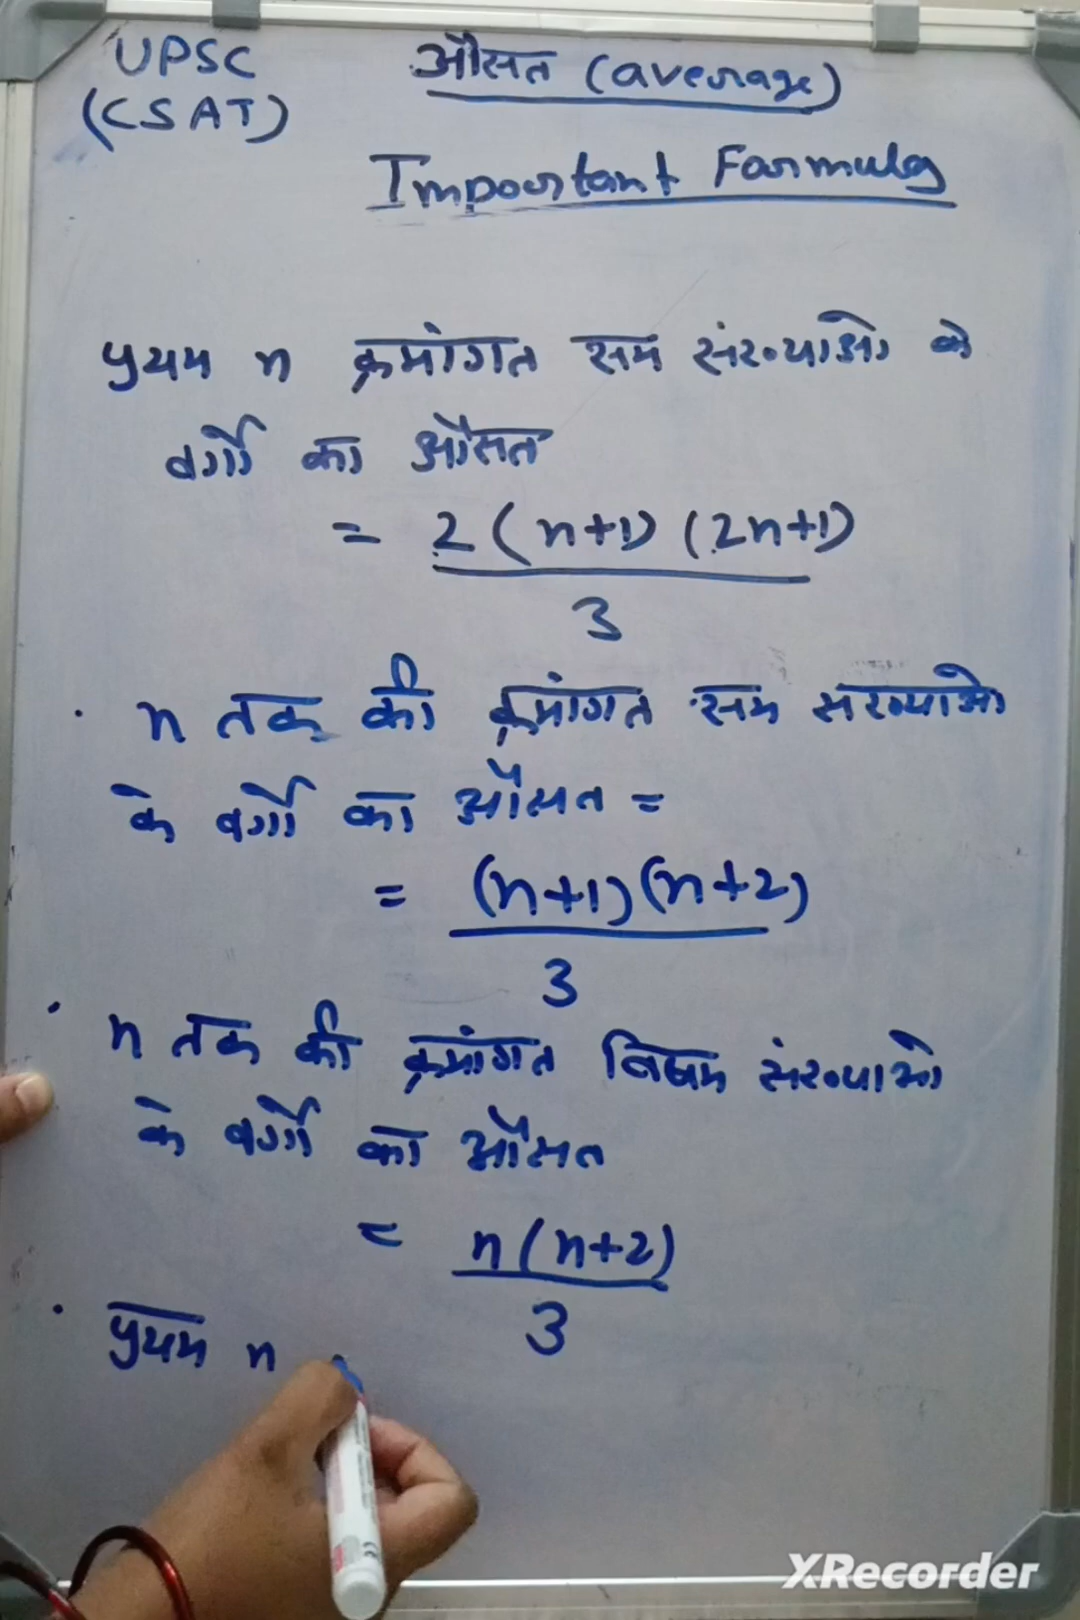 UPSC
(CSAT)
औसत (average)
Important Formula
प्रथम n क्रमांगत सम संख्याओ के
वर्गो का औसत
= 2(n+1)(2n+1)
3
. n तक की क्रमांगत सम संख्याओ
के वर्गो का औसत =
= (n+1)(n+2)
3
. n तक की क्रमांगत विषम संख्याओ
के वर्गो का औसत
= n(n+2)
3
. प्रथम n
XRecorder